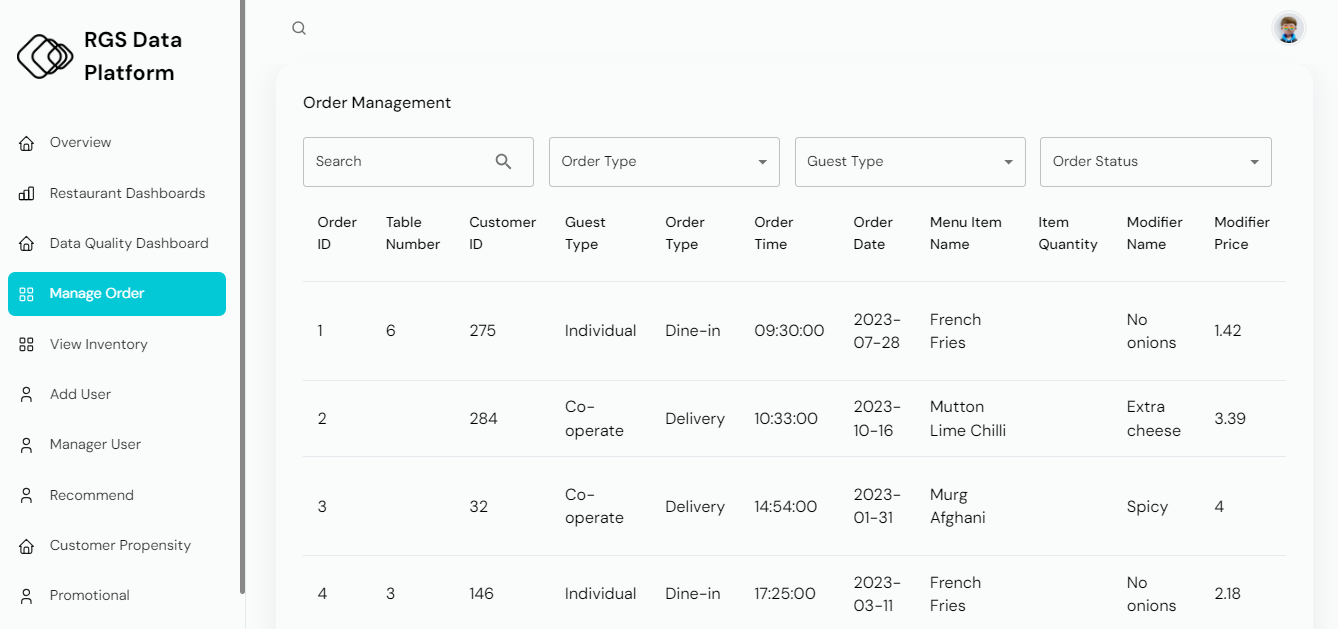 RGS Data
Platform
Overview
Restaurant Dashboards
Data Quality Dashboard
Manage Order
View Inventory
Add User
Manager User
Recommend
Customer Propensity
Promotional
Order Management
Search Order Type Guest Type Order Status
Order Table Customer Guest Order Order Order Menu Item Item Modifier Modifier
ID Number ID Type Type Time Date Name Quantity Name Price
2023- French No
1 6 275 Individual Dine-in 09:30:00 07-28 Fries onions 1.42
Co- 2023- Mutton Extra
2 284 operate Delivery 10:33:00 10-16 Lime Chilli cheese 3.39
Co- 2023- Murg
3 32 operate Delivery 14:54:00 01-31 Afghani Spicy 4
2023- French No
4 3 146 Individual Dine-in 17:25:00 03-11 Fries onions 2.18